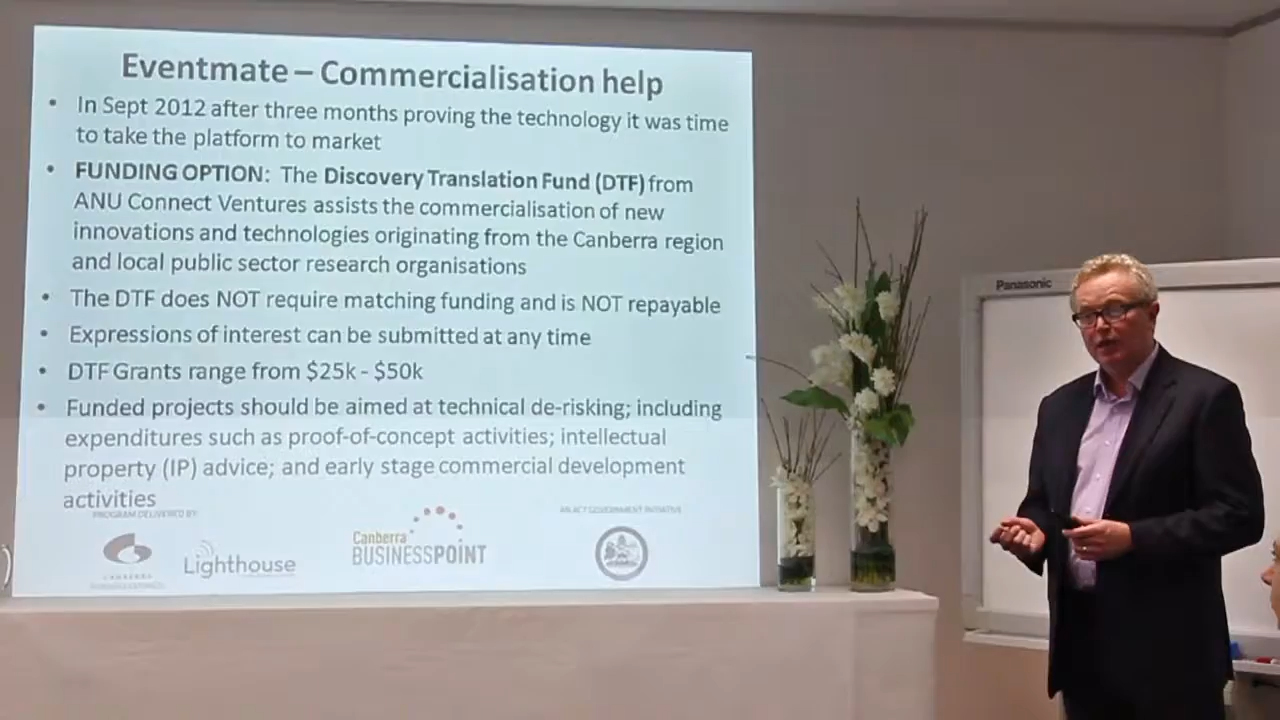 Eventmate – Commercialisation help
• In Sept 2012 after three months proving the technology it was time
to take the platform to market
• FUNDING OPTION: The Discovery Translation Fund (DTF) from
ANU Connect Ventures assists the commercialisation of new
innovations and technologies originating from the Canberra region
and local public sector research organisations
• The DTF does NOT require matching funding and is NOT repayable
• Expressions of interest can be submitted at any time
• DTF Grants range from $25k - $50k
• Funded projects should be aimed at technical de-risking; including
expenditures such as proof-of-concept activities; intellectual
property (IP) advice; and early stage commercial development
activities
PROGRAM DELIVERED BY:
AN ACT GOVERNMENT INITIATIVE
CANBERRA
Lighthouse
Canberra
BUSINESSPOINT
Panasonic